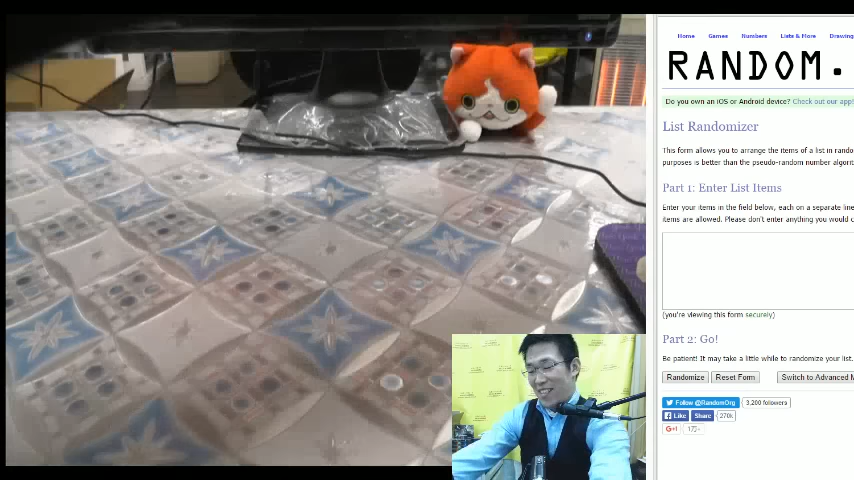 Home Games Numbers Lists & More Drawing
RANDOM.
Do you own an iOS or Android device? Check out our app!
List Randomizer
This form allows you to arrange the items of a list in rando
purposes is better than the pseudo-random number algorit
Part 1: Enter List Items
Enter your items in the field below, each on a separate line
items are allowed. Please don't enter anything you would c
(you're viewing this form securely)
Part 2: Go!
Be patient! It may take a little while to randomize your list.
Randomize Reset Form Switch to Advanced M
Follow @RandomOrg 3,200 followers
Like Share 270k
G+1 1万+